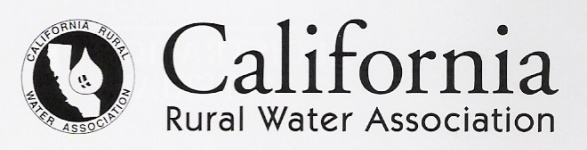 CALIFORNIA RURAL
WATER ASSOCIATION
California
Rural Water Association